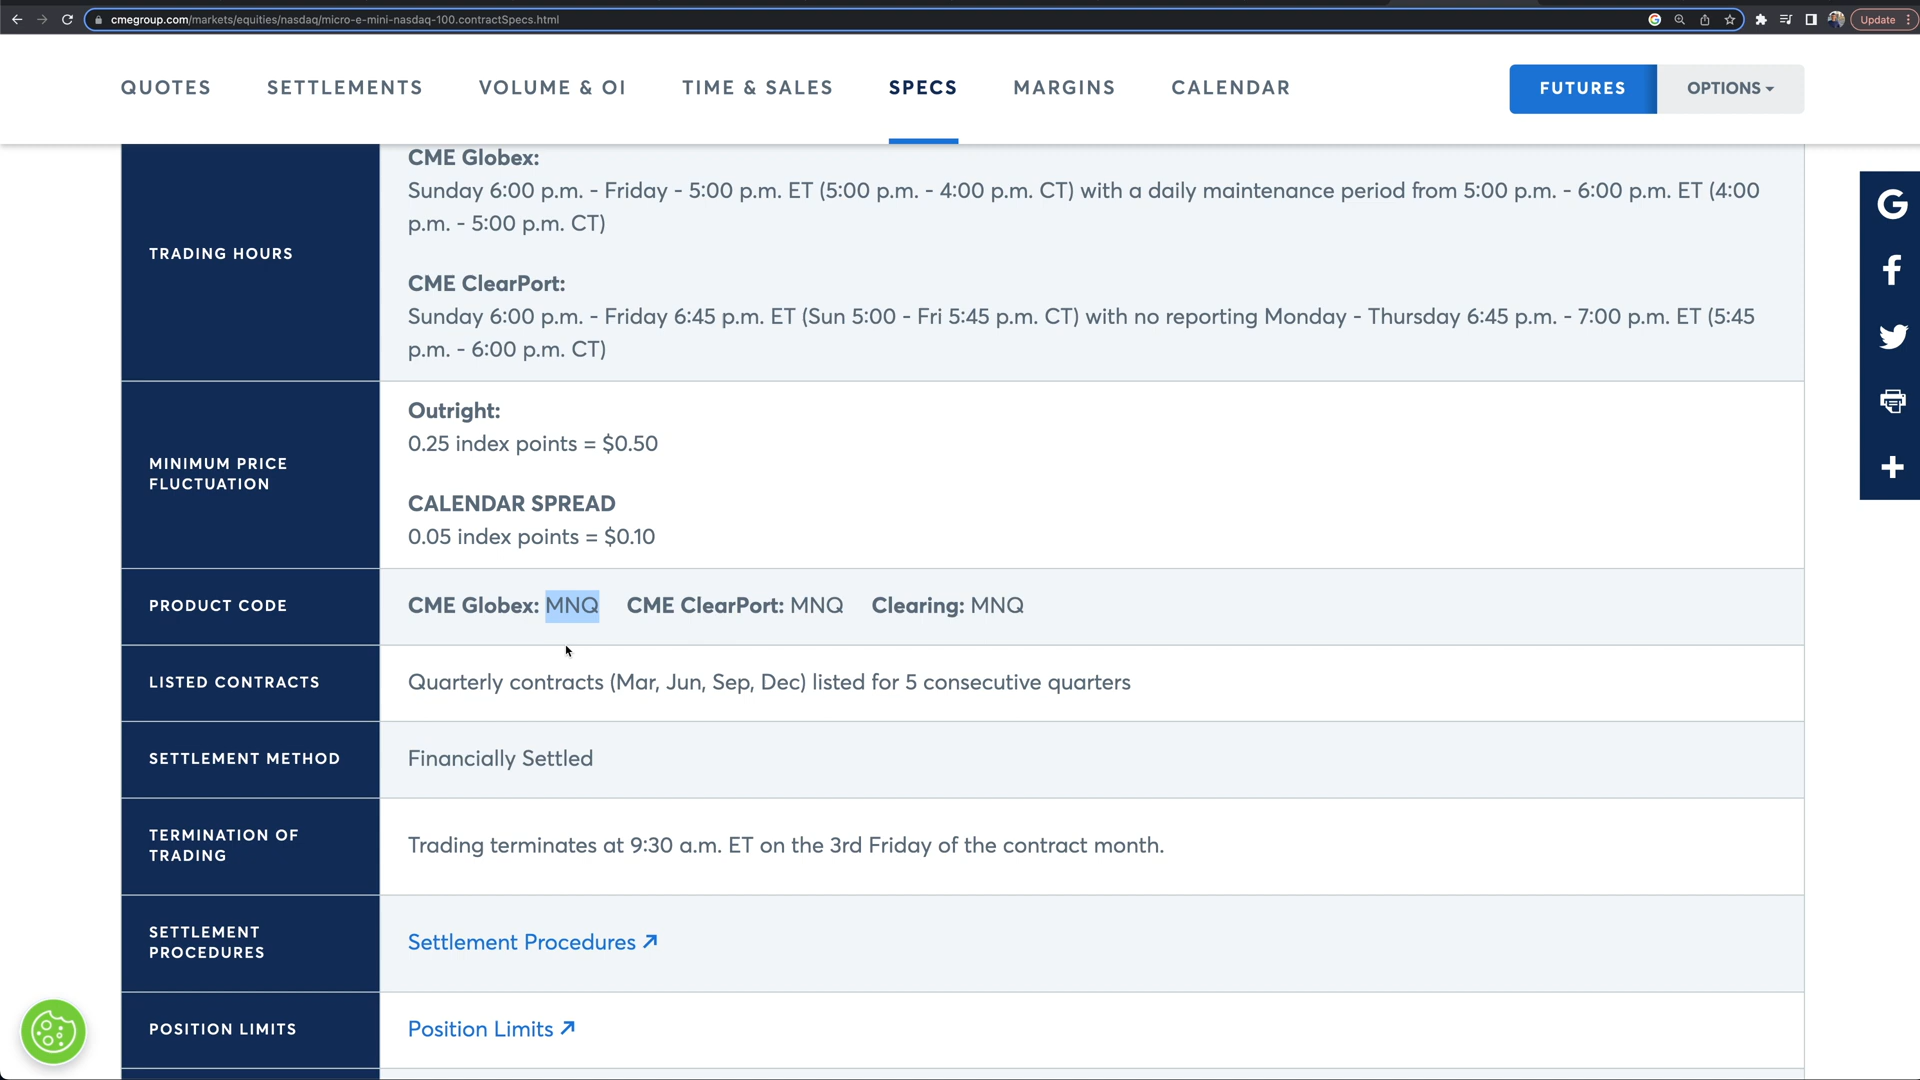 cmegroup.com/markets/equities/nasdaq/micro-e-mini-nasdaq-100.contractSpecs.html
Update
QUOTES SETTLEMENTS VOLUME & OI TIME & SALES SPECS MARGINS CALENDAR FUTURES OPTIONS
CME Globex:
TRADING HOURS
Sunday 6:00 p.m. - Friday - 5:00 p.m. ET (5:00 p.m. - 4:00 p.m. CT) with a daily maintenance period from 5:00 p.m. - 6:00 p.m. ET (4:00
p.m. - 5:00 p.m. CT)
CME ClearPort:
Sunday 6:00 p.m. - Friday 6:45 p.m. ET (Sun 5:00 - Fri 5:45 p.m. CT) with no reporting Monday - Thursday 6:45 p.m. - 7:00 p.m. ET (5:45
p.m. - 6:00 p.m. CT)
MINIMUM PRICE
FLUCTUATION
Outright:
0.25 index points = $0.50
CALENDAR SPREAD
0.05 index points = $0.10
PRODUCT CODE
CME Globex: MNQ CME ClearPort: MNQ Clearing: MNQ
LISTED CONTRACTS
Quarterly contracts (Mar, Jun, Sep, Dec) listed for 5 consecutive quarters
SETTLEMENT METHOD
Financially Settled
TERMINATION OF
TRADING
Trading terminates at 9:30 a.m. ET on the 3rd Friday of the contract month.
SETTLEMENT
PROCEDURES
Settlement Procedures
POSITION LIMITS
Position Limits